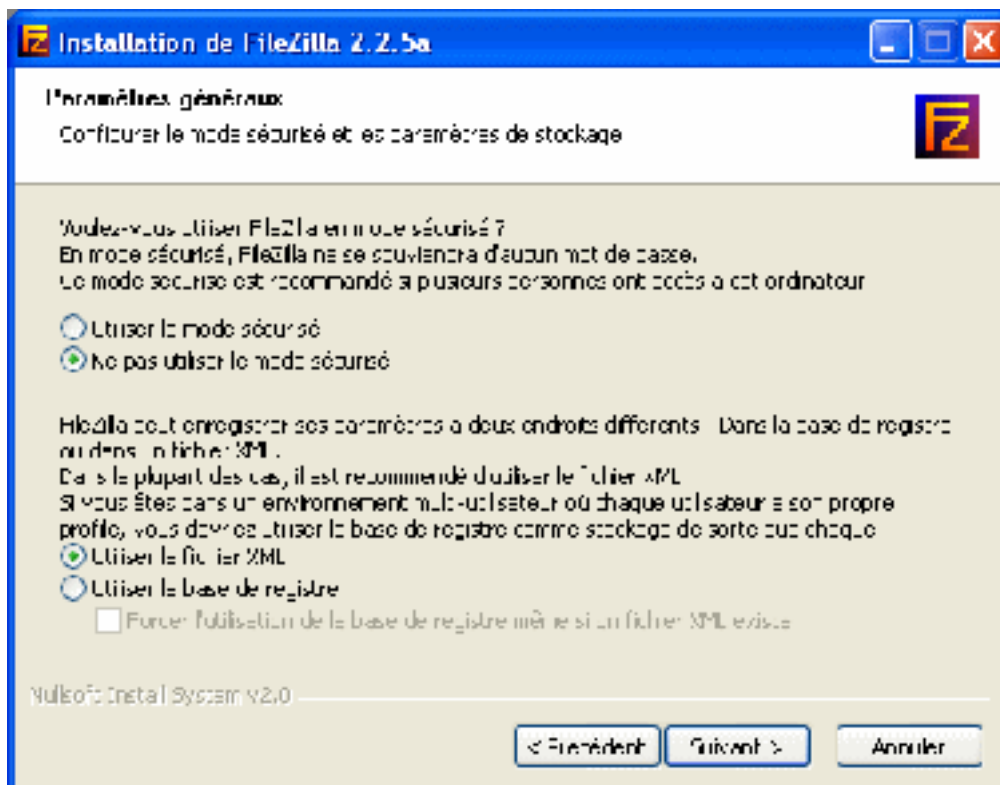 Installation de FileZilla 2.2.5a
Paramètres généraux
Configurer le mode sécurisé et les paramètres de stockage
Voulez-vous utiliser FileZilla en mode sécurisé ?
En mode sécurisé, FileZilla ne se souviendra d'aucun mot de passe.
Ce mode sécurisé est recommandé si plusieurs personnes ont accès a cet ordinateur
Utiliser le mode sécurisé
Ne pas utiliser le mode sécurisé
FileZilla peut enregistrer ses paramètres a deux endroits differents : Dans la base de registre
ou dans un fichier XML.
Dans la plupart des cas, il est recommendé d'utiliser le fichier XML
Si vous êtes dans un environment multi-utilisateur où chaque utilisateur a son propre
profile, vous devriez utiliser la base de registre comme stockage de sorte que chaque
Utiliser le fichier XML
Utiliser la base de registre
Forcer l'utilisation de la base de registre même si un fichier XML existe
Nullsoft Install System v2.0
< Précédent
Suivant >
Annuler